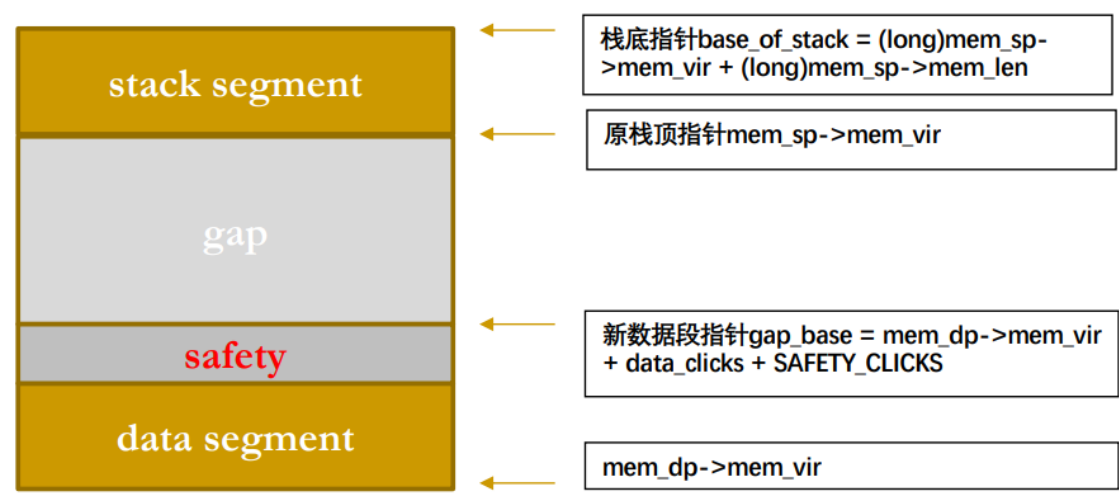 stack segment
栈底指针base_of_stack = (long)mem_sp-
>mem_vir + (long)mem_sp->mem_len
原栈顶指针mem_sp->mem_vir
gap
新数据段指针gap_base = mem_dp->mem_vir
+ data_clicks + SAFETY_CLICKS
safety
data segment
mem_dp->mem_vir